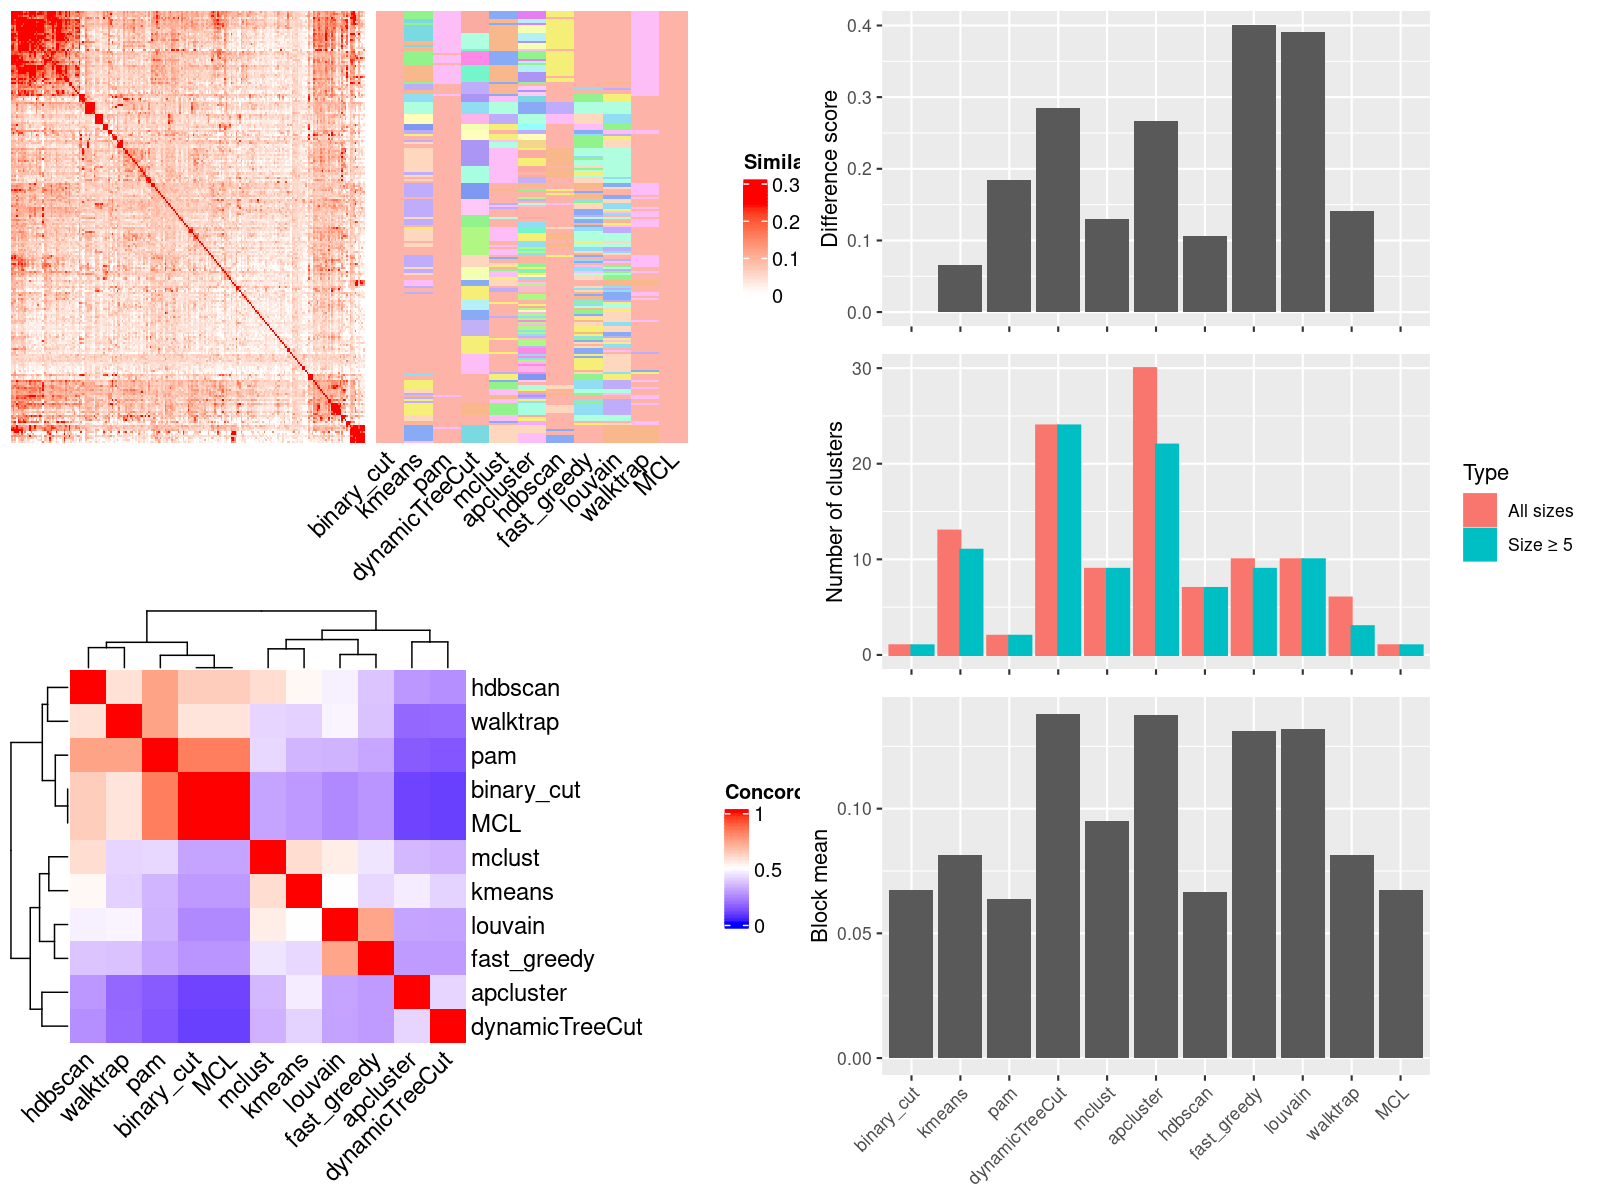 Simila
0.3
0.2
0.1
0
binary_cut
kmeans
pam
dynamicTreeCut
mclust
apcluster
hdbscan
fast_greedy
louvain
walktrap
MCL
hdbscan
walktrap
pam
binary_cut
MCL
mclust
kmeans
louvain
fast_greedy
apcluster
dynamicTreeCut
hdbscan
walktrap
pam
binary_cut
MCL
mclust
kmeans
louvain
fast_greedy
apcluster
dynamicTreeCut
Concord
1
0.5
0
Difference score
0.4
0.3
0.2
0.1
0.0
Number of clusters
30
20
10
0
Type
All sizes
Size ≥ 5
Block mean
0.10
0.05
0.00
binary_cut
kmeans
pam
dynamicTreeCut
mclust
apcluster
hdbscan
fast_greedy
louvain
walktrap
MCL